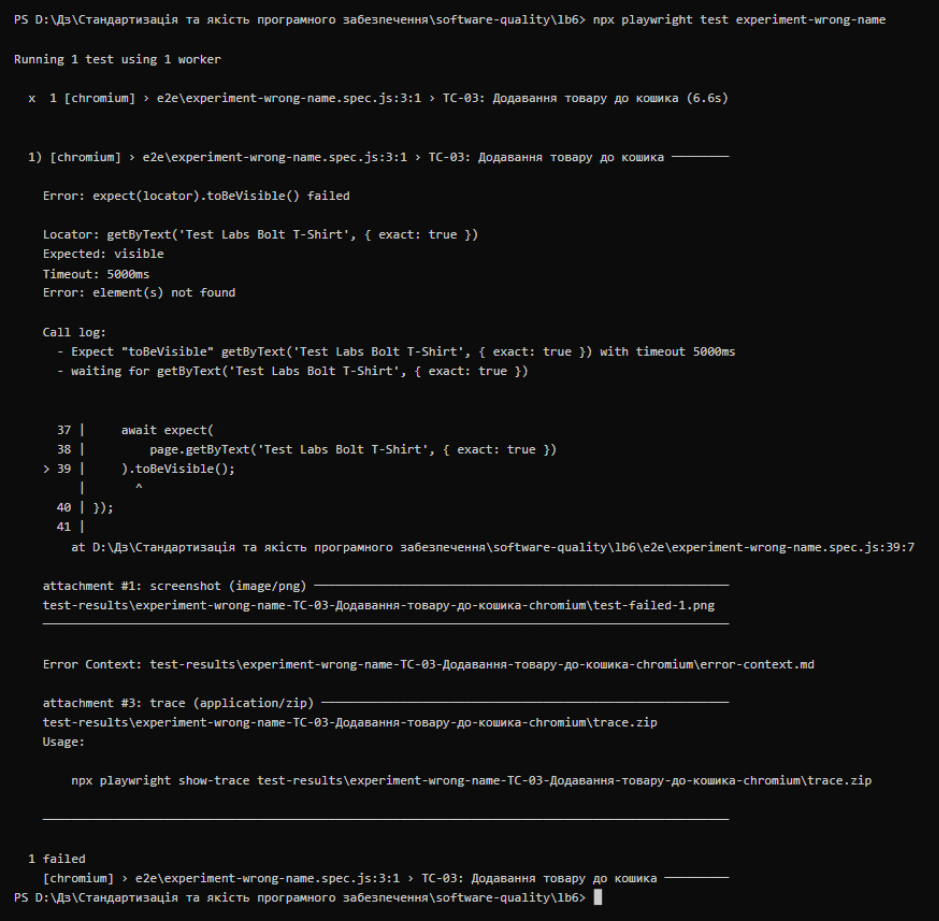 PS D:\Дз\Стандартизація та якість програмного забезпечення\software-quality\lb6> npx playwright test experiment-wrong-name
Running 1 test using 1 worker
x  1 [chromium] › e2e\experiment-wrong-name.spec.js:3:1 › TC-03: Додавання товару до кошика (6.6s)
1) [chromium] › e2e\experiment-wrong-name.spec.js:3:1 › TC-03: Додавання товару до кошика ────────
Error: expect(locator).toBeVisible() failed
Locator: getByText('Test Labs Bolt T-Shirt', { exact: true })
Expected: visible
Timeout: 5000ms
Error: element(s) not found
Call log:
- Expect "toBeVisible" getByText('Test Labs Bolt T-Shirt', { exact: true }) with timeout 5000ms
- waiting for getByText('Test Labs Bolt T-Shirt', { exact: true })
37 |     await expect(
38 |         page.getByText('Test Labs Bolt T-Shirt', { exact: true })
> 39 |     ).toBeVisible();
|       ^
40 | });
41 |
at D:\Дз\Стандартизація та якість програмного забезпечення\software-quality\lb6\e2e\experiment-wrong-name.spec.js:39:7
attachment #1: screenshot (image/png) ──────────────────────────────────────────────────────────
test-results\experiment-wrong-name-TC-03-Додавання-товару-до-кошика-chromium\test-failed-1.png
────────────────────────────────────────────────────────────────────────────────────────────────
Error Context: test-results\experiment-wrong-name-TC-03-Додавання-товару-до-кошика-chromium\error-context.md
attachment #3: trace (application/zip) ─────────────────────────────────────────────────────────
test-results\experiment-wrong-name-TC-03-Додавання-товару-до-кошика-chromium\trace.zip
Usage:
npx playwright show-trace test-results\experiment-wrong-name-TC-03-Додавання-товару-до-кошика-chromium\trace.zip
────────────────────────────────────────────────────────────────────────────────────────────────
1 failed
[chromium] › e2e\experiment-wrong-name.spec.js:3:1 › TC-03: Додавання товару до кошика ─────────
PS D:\Дз\Стандартизація та якість програмного забезпечення\software-quality\lb6>